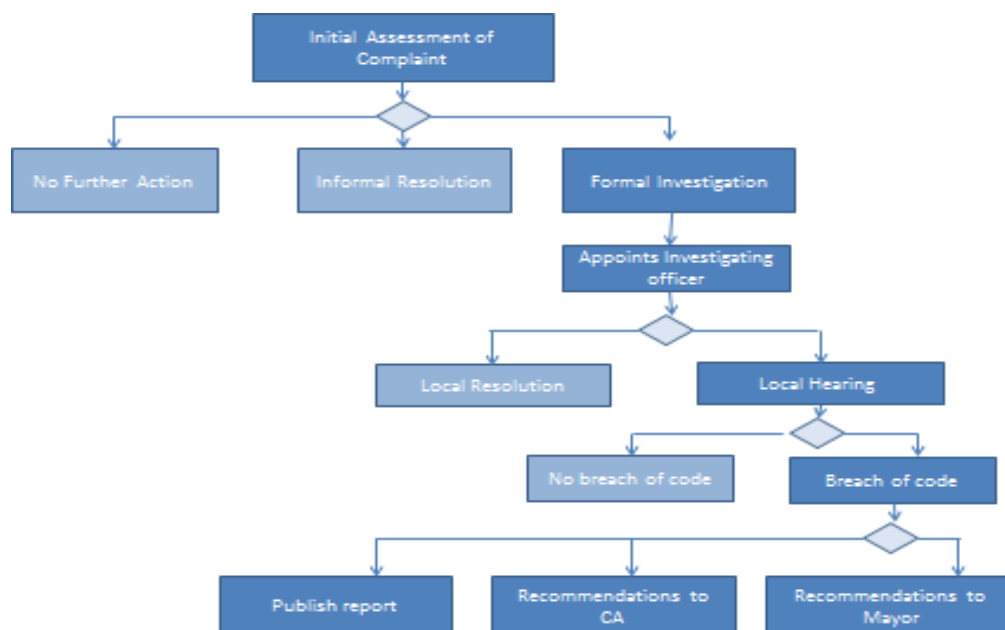 Initial Assessment of
Complaint
No Further Action
Informal Resolution
Formal Investigation
Appoints Investigating
officer
Local Resolution
Local Hearing
No breach of code
Breach of code
Publish report
Recommendations to
CA
Recommendations to
Mayor